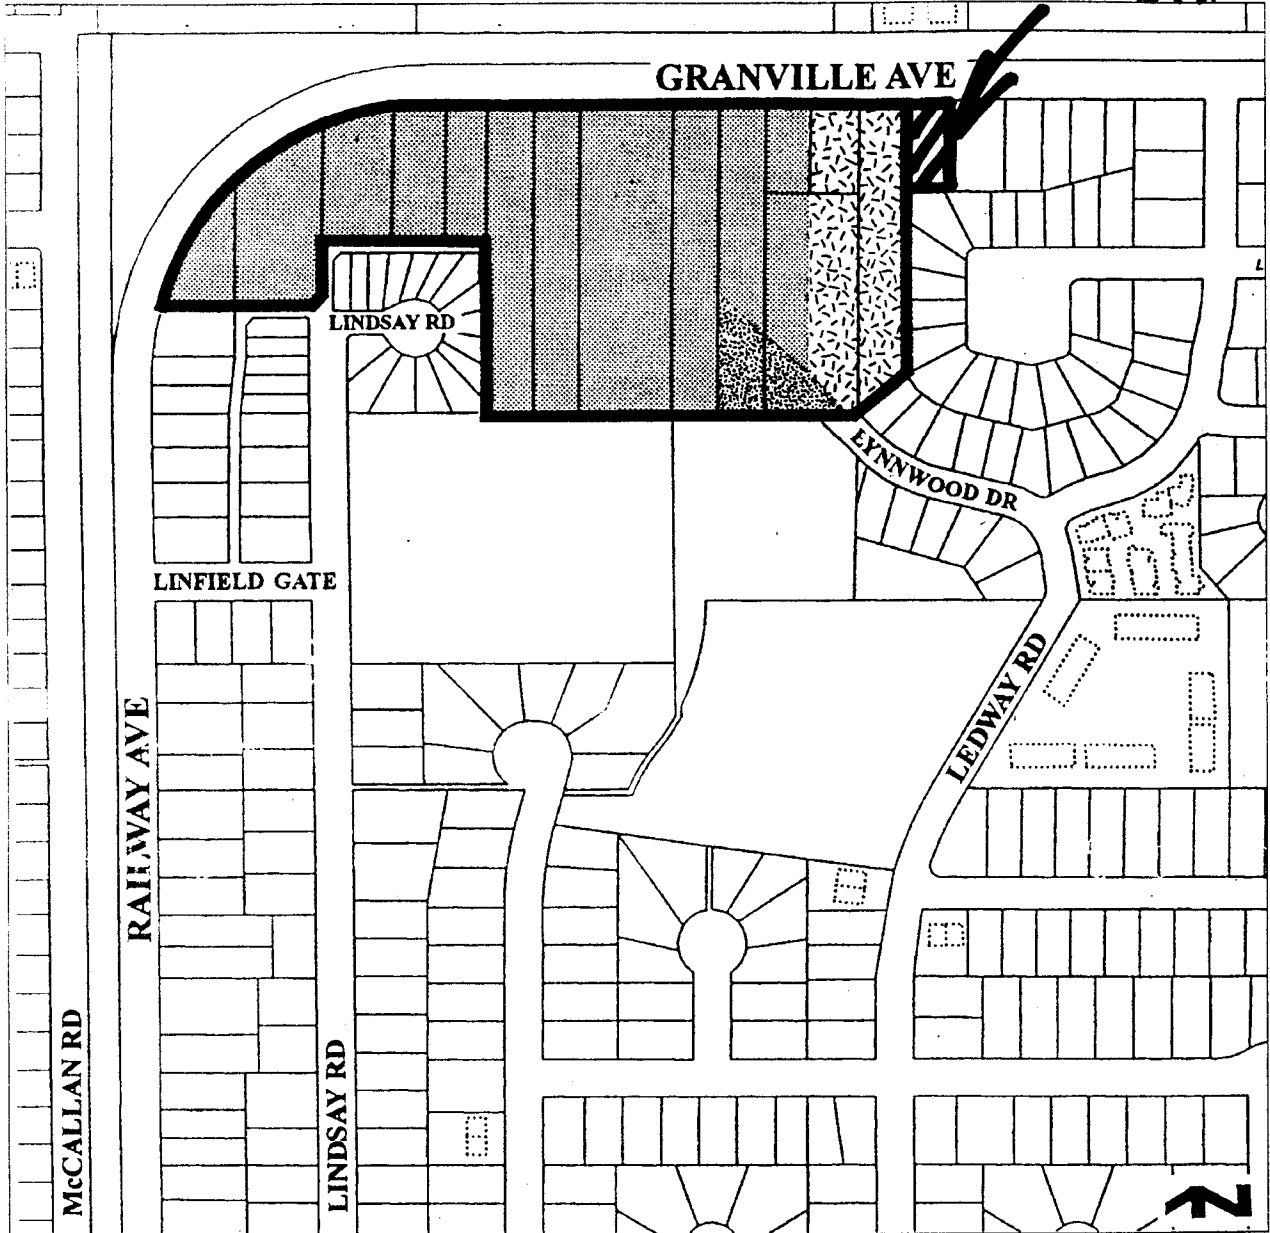 GRANVILLE AVE
LINDSAY RD
LYNNWOOD DR
LINFIELD GATE
LEDWAY RD
RAILWAY AVE
McCALLAN RD
LINDSAY RD